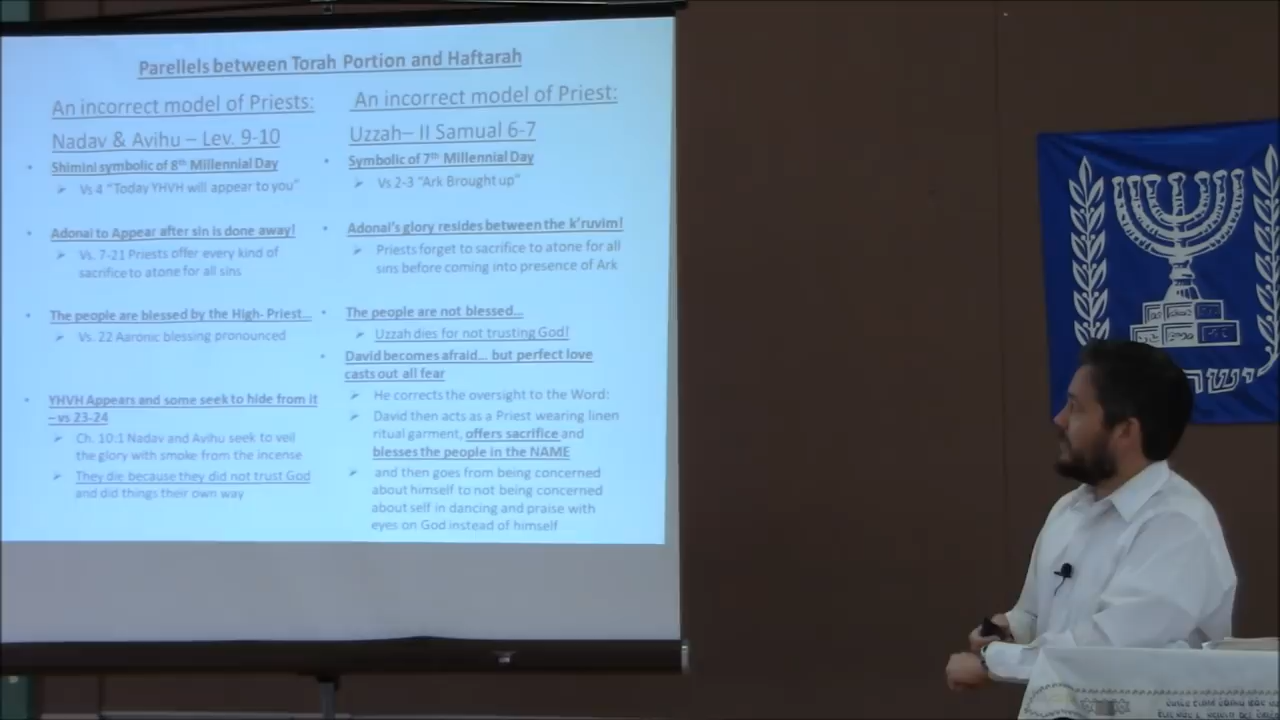 Parellels between Torah Portion and Haftarah
An incorrect model of Priests:
Nadav & Avihu – Lev. 9-10
Shimini symbolic of 8th Millennial Day
Vs 4 "Today YHVH will appear to you"
Adonai to Appear after sin is done away!
Vs. 7-21 Priests offer every kind of
sacrifice to atone for all sins
The people are blessed by the High- Priest...
Vs. 22 Aaronic blessing pronounced
YHVH Appears and some seek to hide from it
– vs 23-24
Ch. 10:1 Nadav and Avihu seek to veil
the glory with smoke from the incense
They die because they did not trust God
and did things their own way
An incorrect model of Priest:
Uzzah– II Samual 6-7
Symbolic of 7th Millennial Day
Vs 2-3 "Ark Brought up"
Adonai's glory resides between the k'ruvim!
Priests forget to sacrifice to atone for all
sins before coming into presence of Ark
The people are not blessed...
Uzzah dies for not trusting God!
David becomes afraid... but perfect love
casts out all fear
He corrects the oversight to the Word:
David then acts as a Priest wearing linen
ritual garment, offers sacrifice and
blesses the people in the NAME
and then goes from being concerned
about himself to not being concerned
about self in dancing and praise with
eyes on God instead of himself